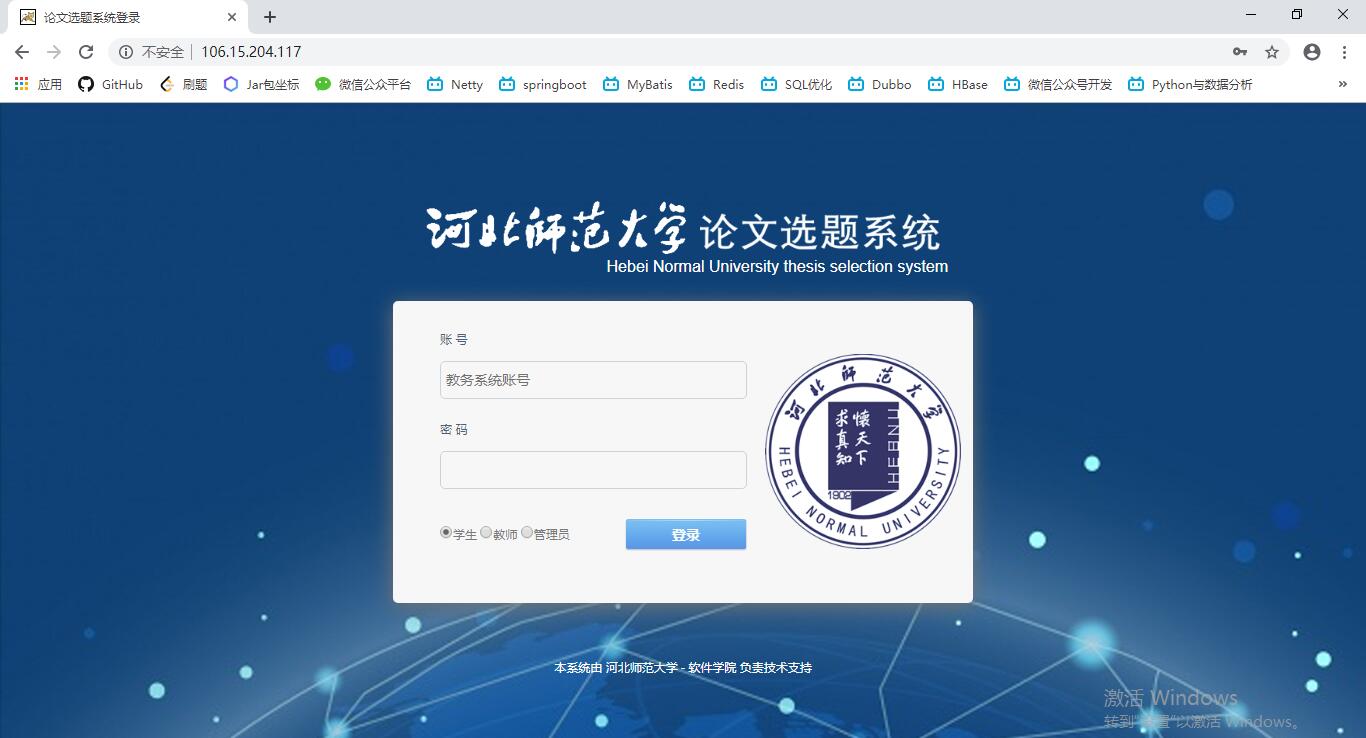 论文选题系统登录
不安全 106.15.204.117
应用 GitHub 刷题 Jar包坐标 微信公众平台 Netty springboot MyBatis Redis SQL优化 Dubbo HBase 微信公众号开发 Python与数据分析 »
河北师范大学 论文选题系统
Hebei Normal University thesis selection system
账 号
教务系统账号
密 码
学生 教师 管理员 登录
河北师范大学
怀天下
求真知
HEBNU
1902
HEBEI NORMAL UNIVERSITY
本系统由 河北师范大学 - 软件学院 负责技术支持
激活 Windows
转到"设置"以激活 Windows。